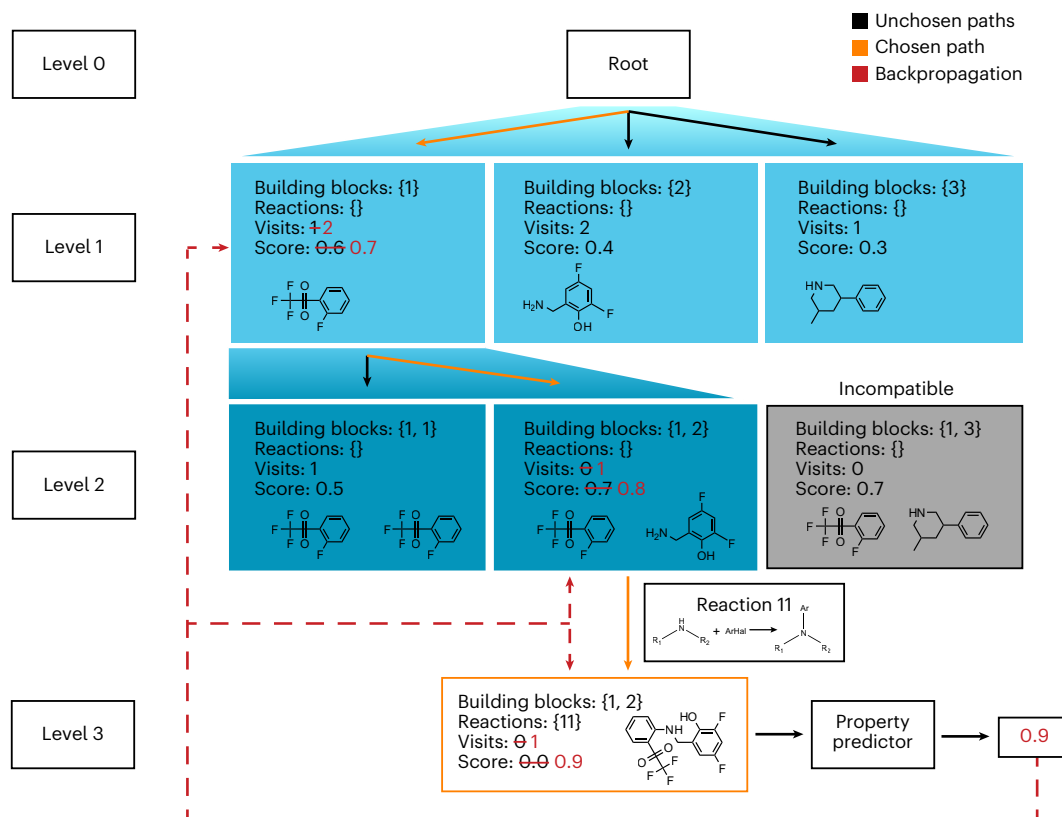 Unchosen paths
Chosen path
Backpropagation
Level 0
Root
Level 1
Building blocks: {1}
Reactions: {}
Visits: 1 2
Score: 0.6 0.7
F F F O O F
Building blocks: {2}
Reactions: {}
Visits: 2
Score: 0.4
F H₂N F OH
Building blocks: {3}
Reactions: {}
Visits: 1
Score: 0.3
HN
Level 2
Building blocks: {1, 1}
Reactions: {}
Visits: 1
Score: 0.5
F F F O O F F F F O O F
Building blocks: {1, 2}
Reactions: {}
Visits: 0 1
Score: 0.7 0.8
F F F O O F F H₂N F OH
Incompatible
Building blocks: {1, 3}
Reactions: {}
Visits: 0
Score: 0.7
F F F O O F HN
Reaction 11
H N R₁ R₂ + ArHal Ar N R₁ R₂
Level 3
Building blocks: {1, 2}
Reactions: {11}
Visits: 0 1
Score: 0.0 0.9
HO F NH O O F F F F
Property
predictor
0.9